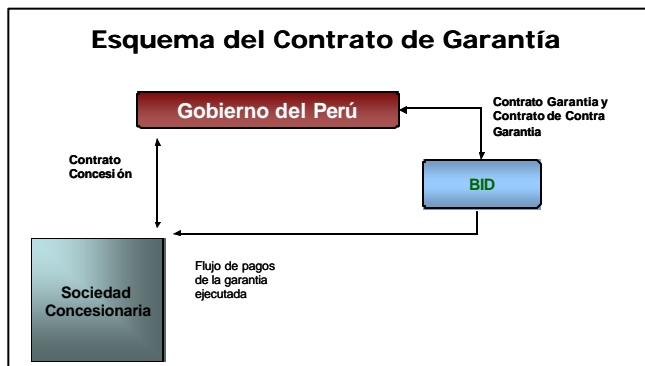 Esquema del Contrato de Garantía
Gobierno del Perú
Contrato Garantia y
Contrato de Contra
Garantia
Contrato
Concesión
BID
Flujo de pagos
de la garantia
ejecutada
Sociedad
Concesionaria